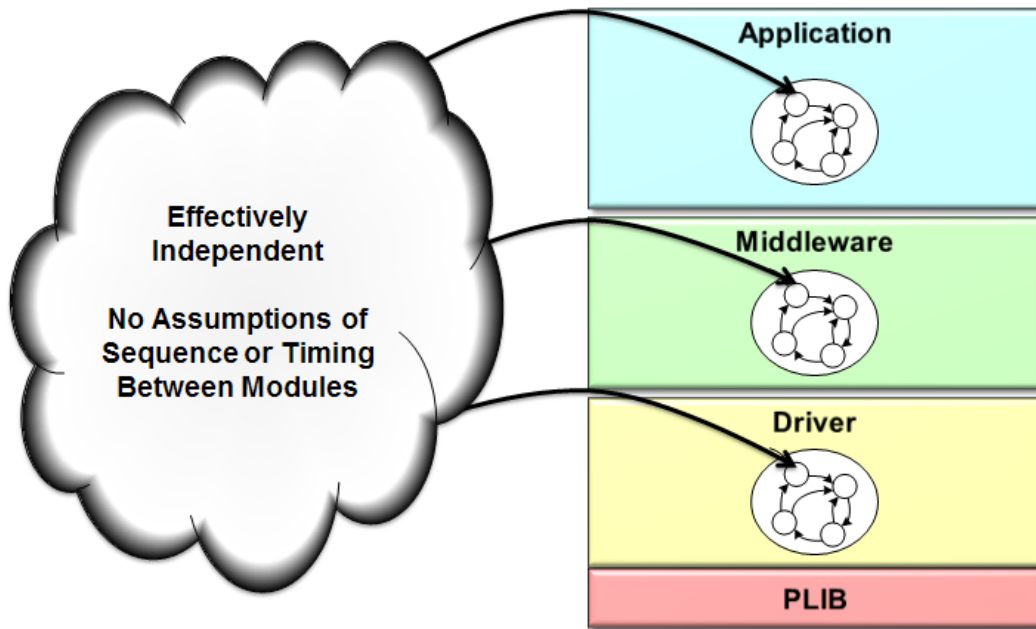 Effectively
Independent
No Assumptions of
Sequence or Timing
Between Modules
Application
Middleware
Driver
PLIB